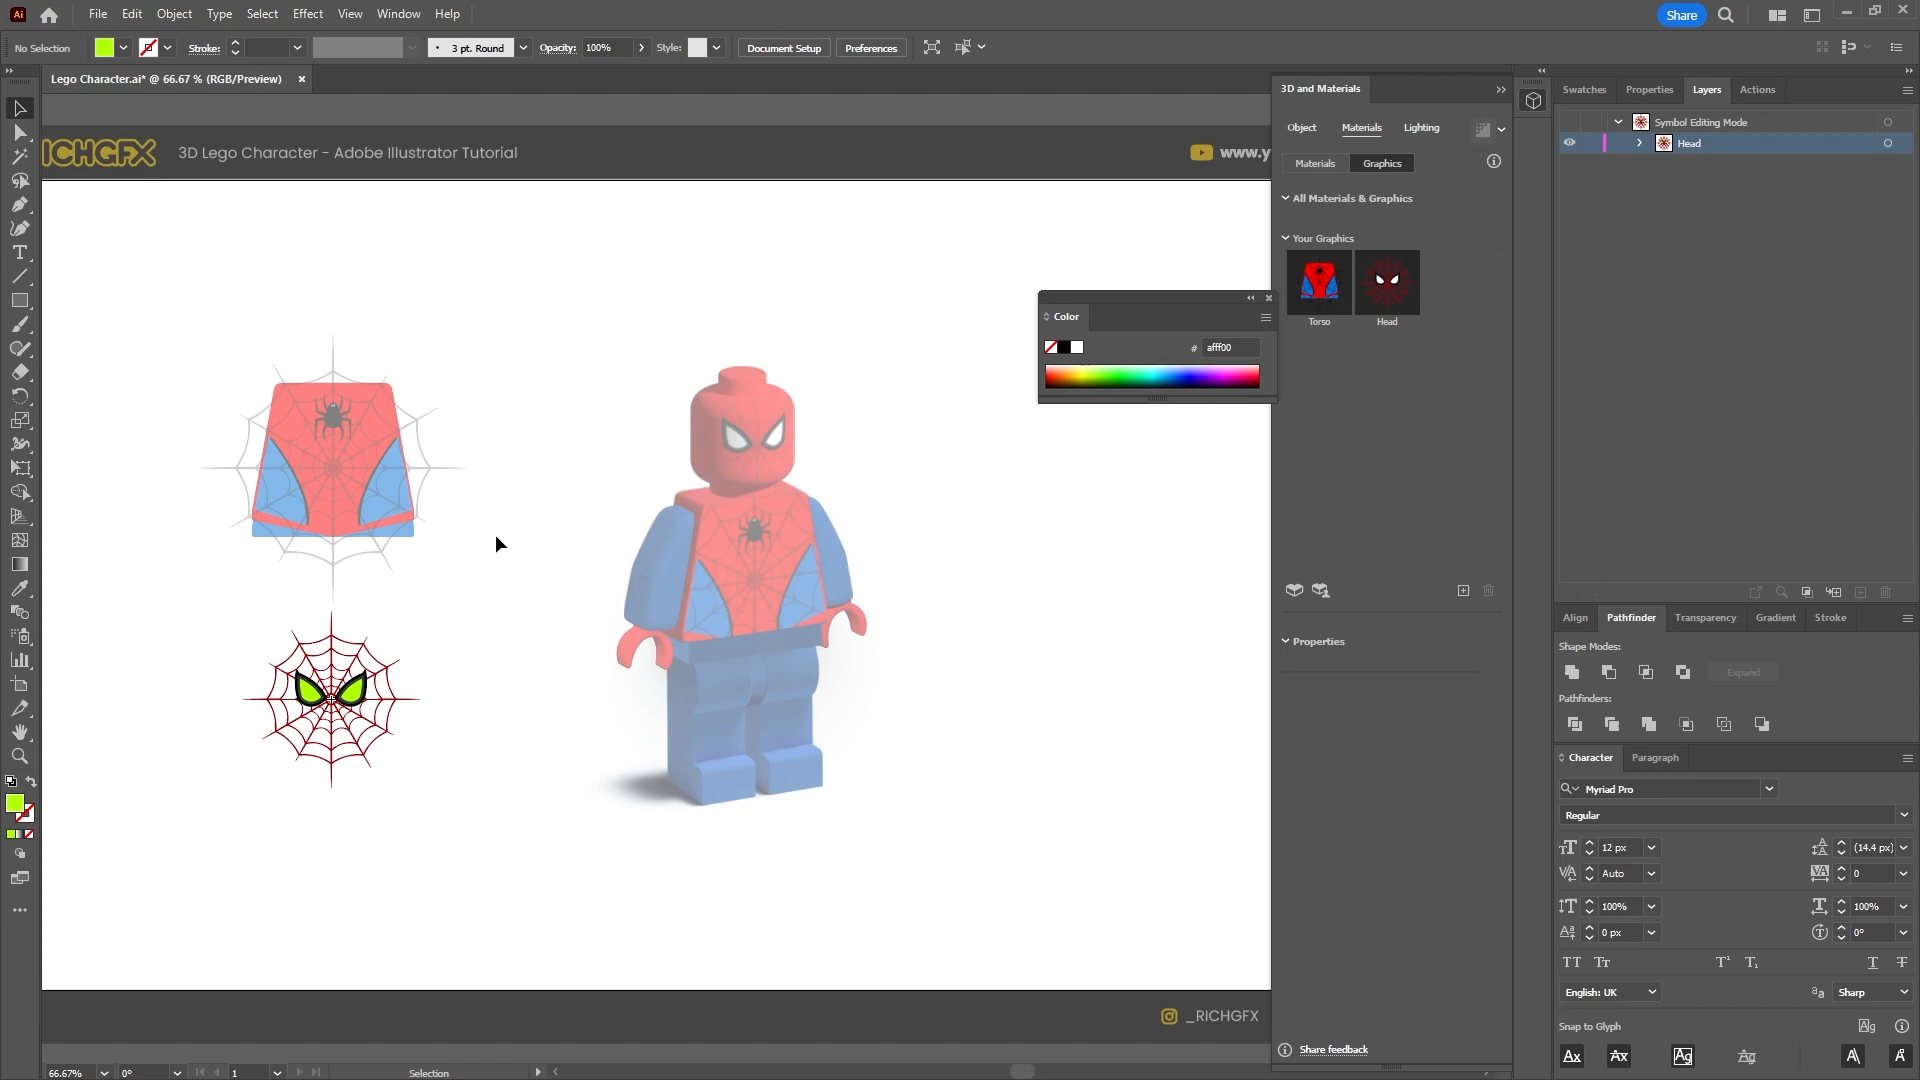 Ai
File Edit Object Type Select Effect View Window Help
Share
No Selection
Stroke:
3 pt. Round
Opacity: 100%
Style:
Document Setup
Preferences
Lego Character.ai* @ 66.67 % (RGB/Preview)
ICHGFX
3D Lego Character - Adobe Illustrator Tutorial
www.y
3D and Materials
Object Materials Lighting
Materials Graphics
All Materials & Graphics
Your Graphics
Torso Head
Color
# afff00
Properties
Share feedback
_RICHGFX
66.67% 0° 1 Selection
Swatches Properties Layers Actions
Symbol Editing Mode
Head
Align Pathfinder Transparency Gradient Stroke
Shape Modes:
Expand
Pathfinders:
Character Paragraph
Myriad Pro
Regular
12 px (14.4 px)
Auto 0
100% 100%
0 px 0°
English: UK Sharp
Snap to Glyph